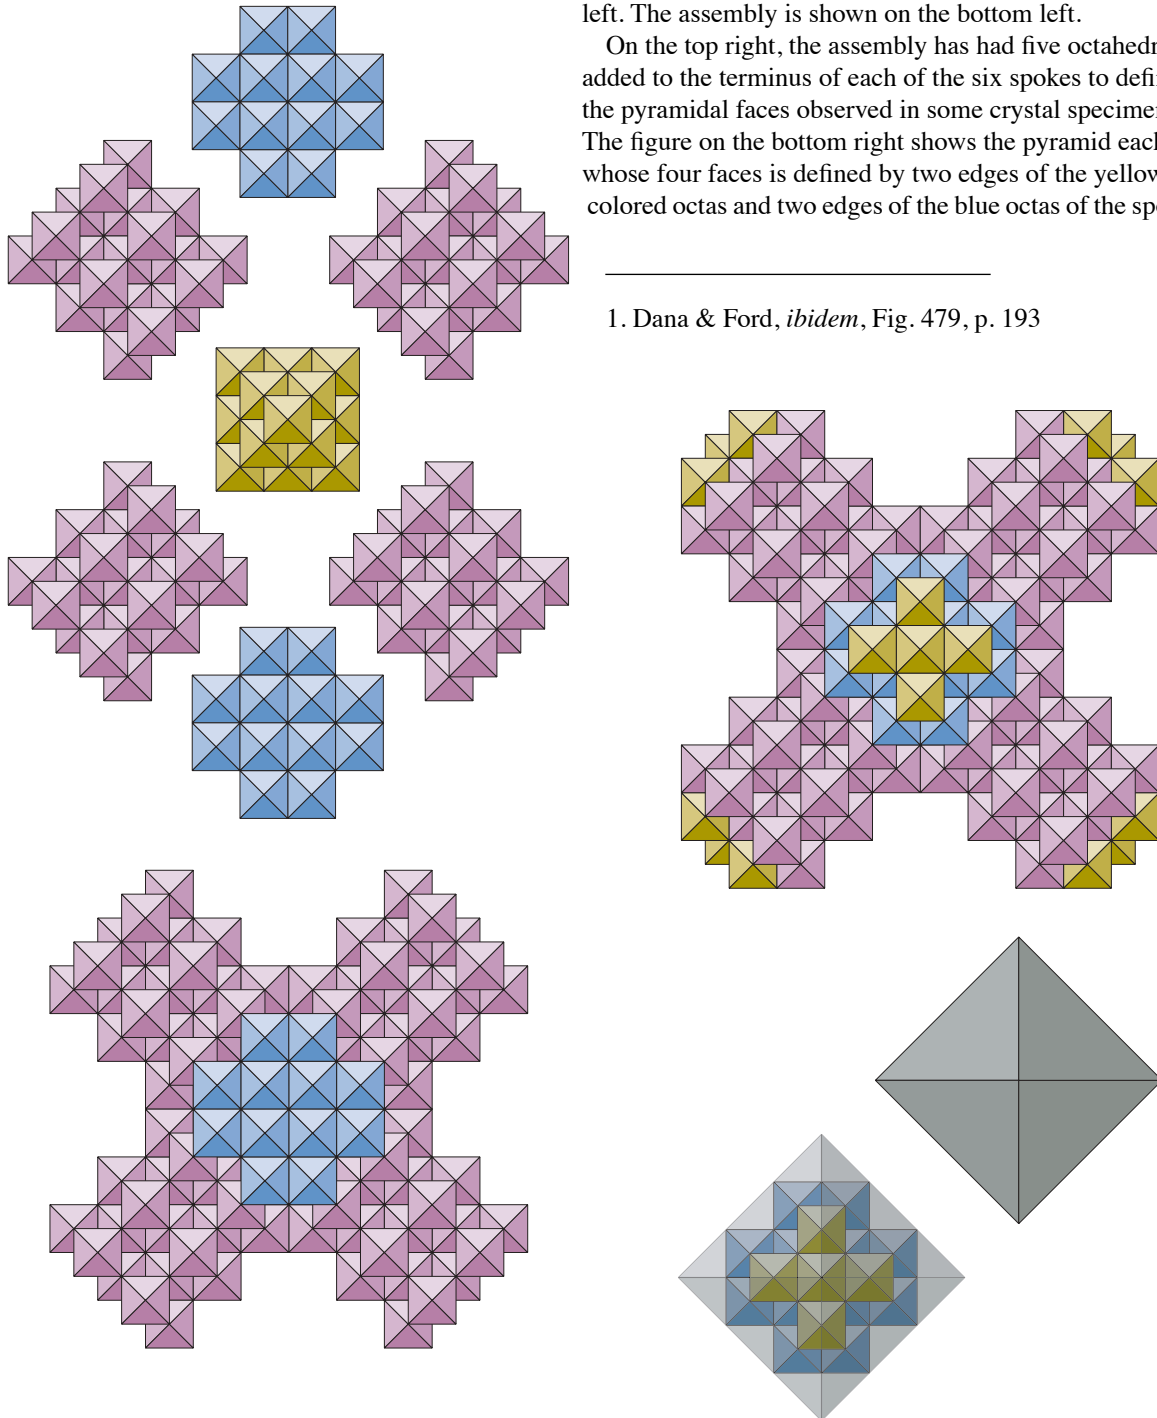 left. The assembly is shown on the bottom left.
On the top right, the assembly has had five octahedr
added to the terminus of each of the six spokes to defi
the pyramidal faces observed in some crystal specimer
The figure on the bottom right shows the pyramid each
whose four faces is defined by two edges of the yellow
colored octas and two edges of the blue octas of the sp
1. Dana & Ford, ibidem, Fig. 479, p. 193